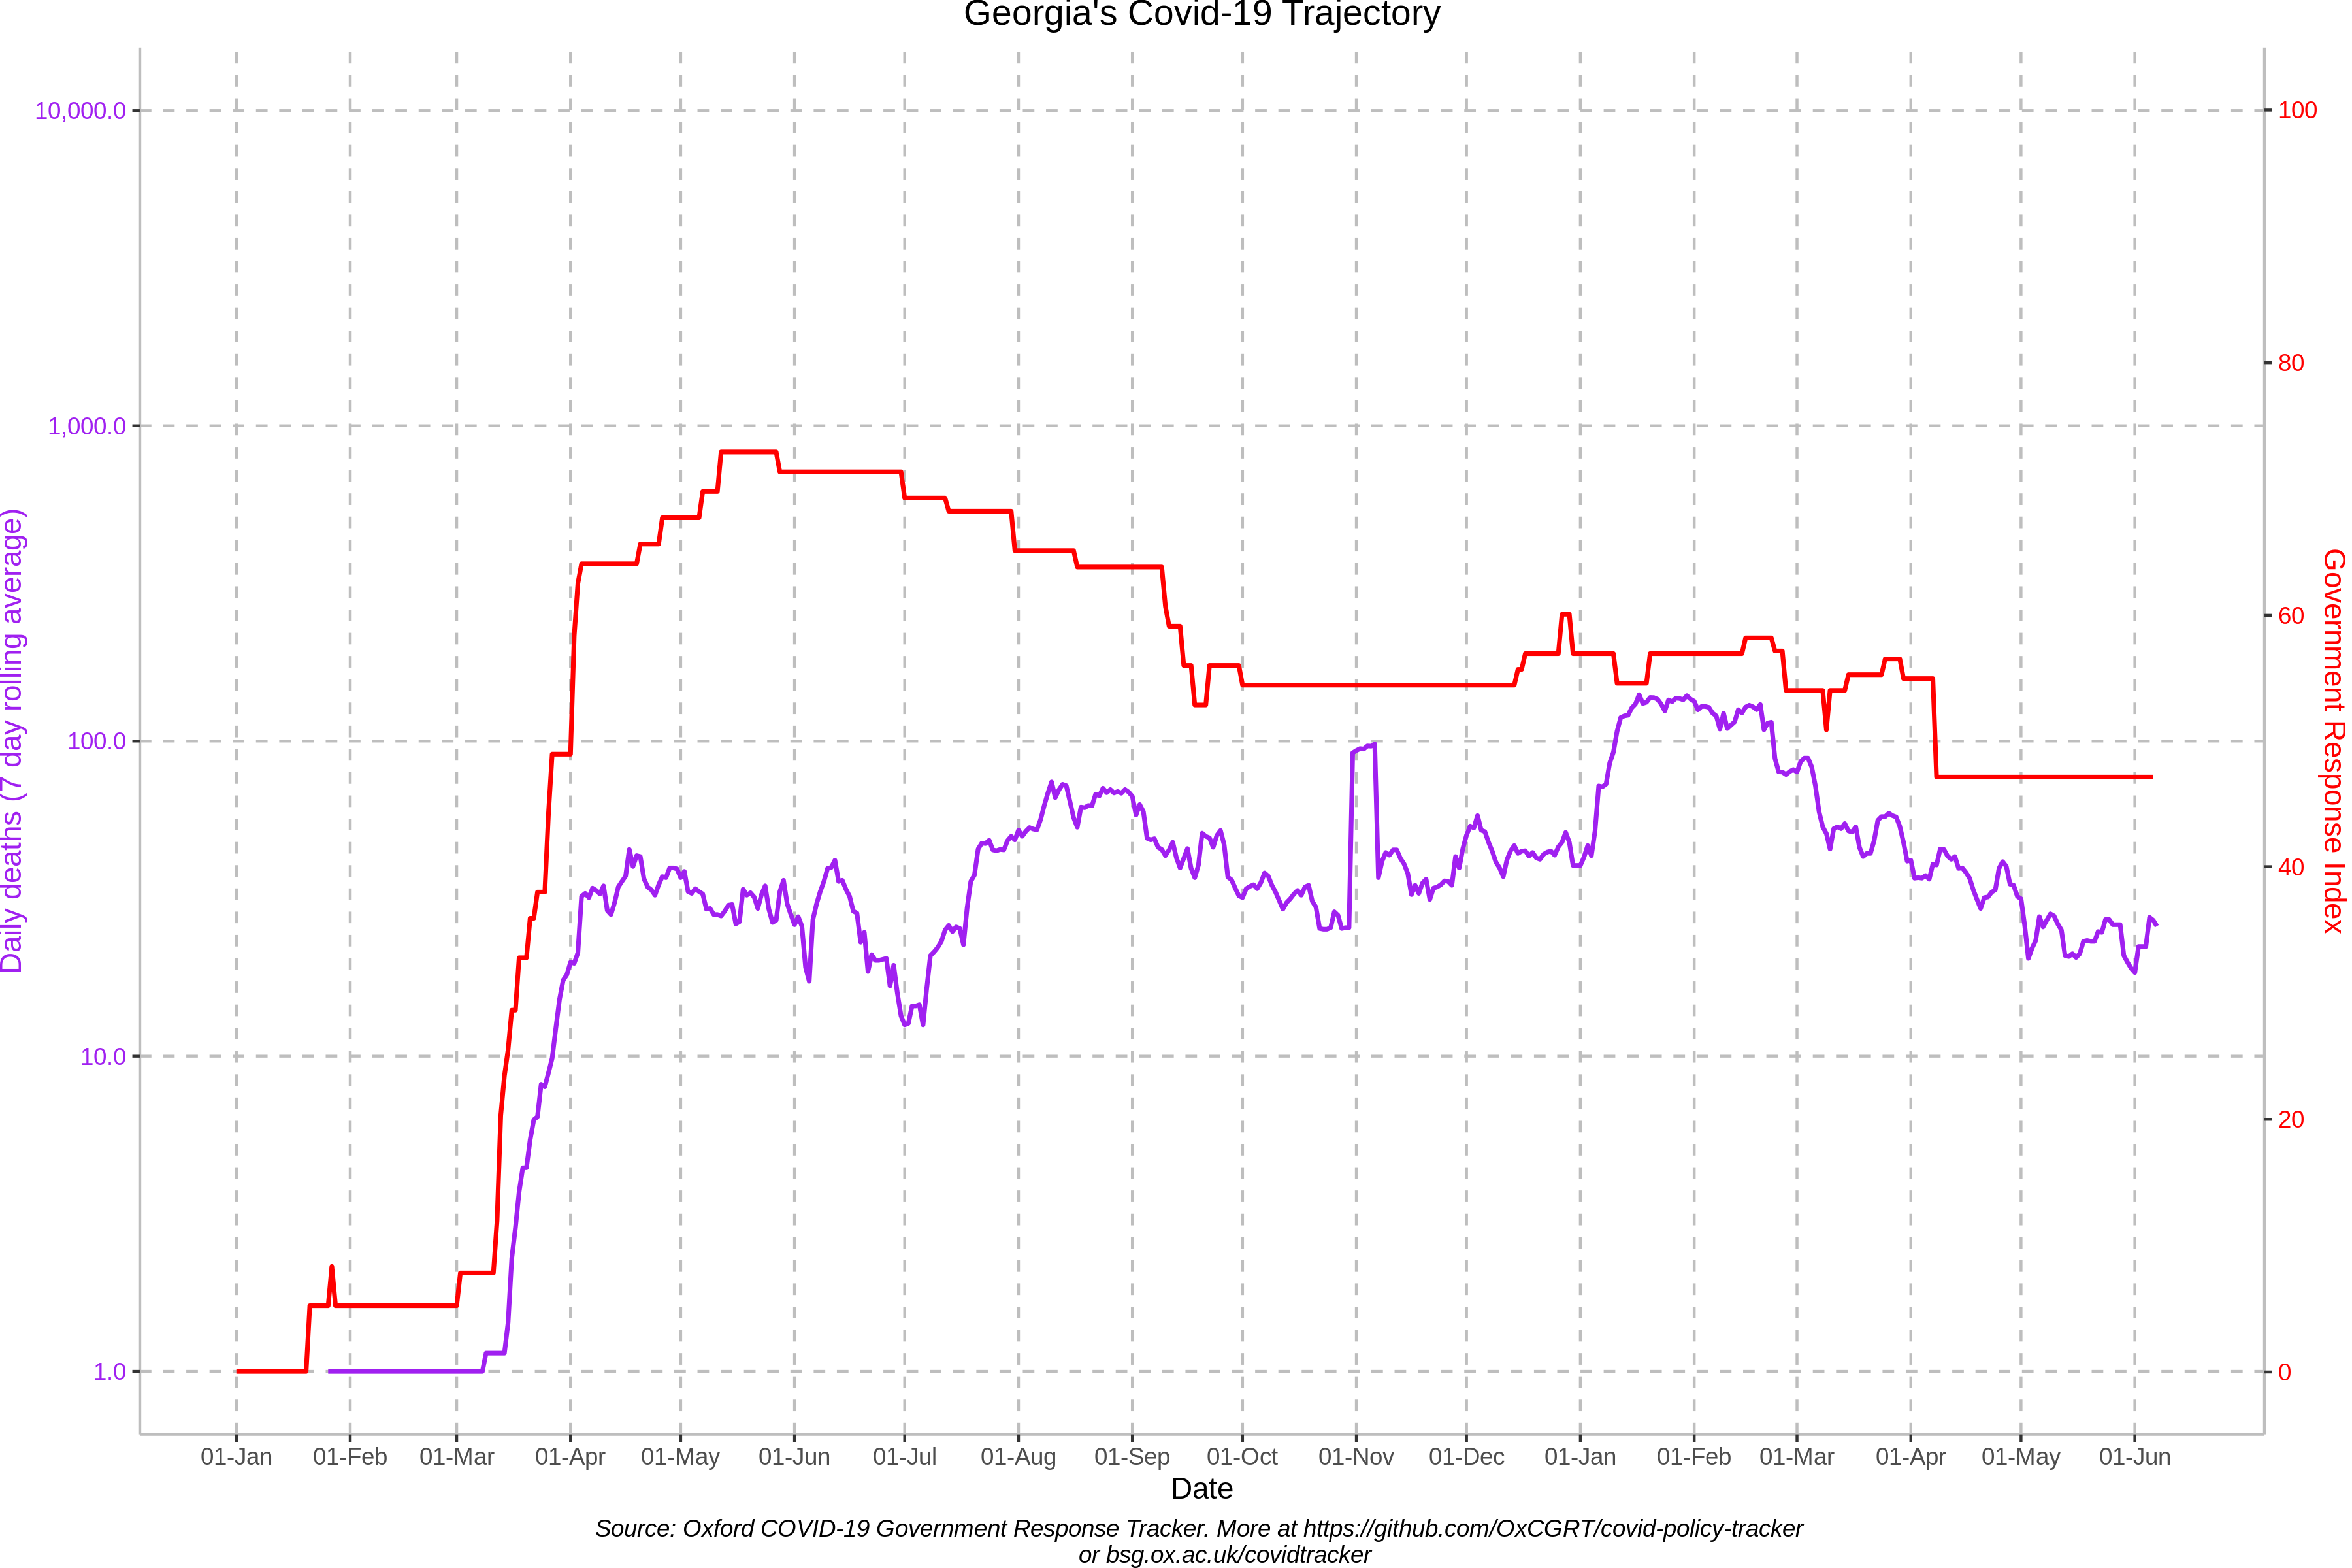 Georgia's Covid-19 Trajectory
10,000.0
1,000.0
100.0
10.0
1.0
Daily deaths (7 day rolling average)
100
80
60
40
20
0
Government Response Index
01-Jan 01-Feb 01-Mar 01-Apr 01-May 01-Jun 01-Jul 01-Aug 01-Sep 01-Oct 01-Nov 01-Dec 01-Jan 01-Feb 01-Mar 01-Apr 01-May 01-Jun
Date
Source: Oxford COVID-19 Government Response Tracker. More at https://github.com/OxCGRT/covid-policy-tracker
or bsg.ox.ac.uk/covidtracker